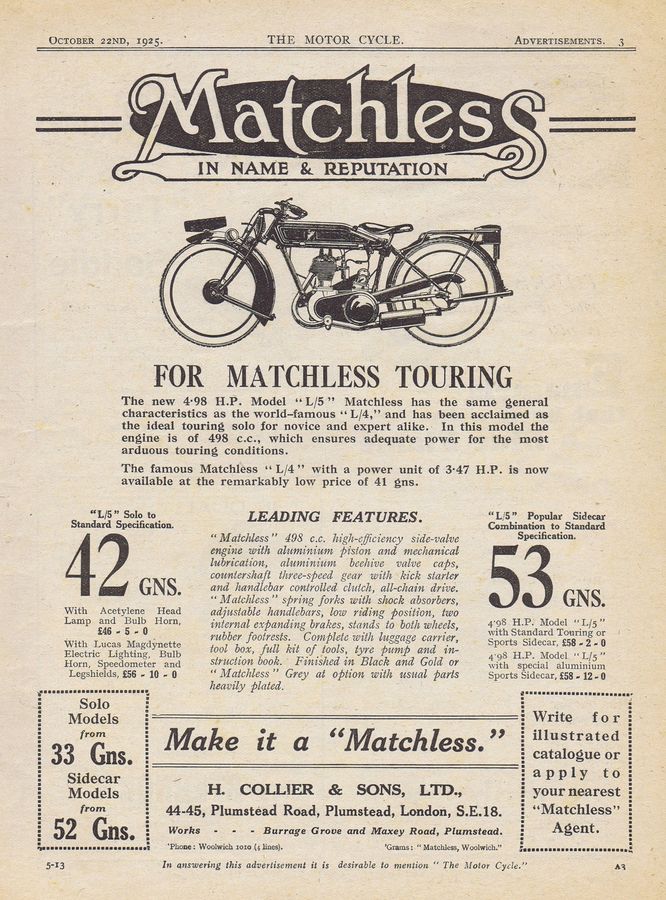 OCTOBER 22ND, 1925. THE MOTOR CYCLE. ADVERTISEMENTS. 3
Matchless
IN NAME & REPUTATION
FOR MATCHLESS TOURING
The new 4·98 H.P. Model "L/5" Matchless has the same general
characteristics as the world-famous "L/4," and has been acclaimed as
the ideal touring solo for novice and expert alike. In this model the
engine is of 498 c.c., which ensures adequate power for the most
arduous touring conditions.
The famous Matchless "L/4" with a power unit of 3·47 H.P. is now
available at the remarkably low price of 41 gns.
"L/5" Solo to
Standard Specification.
42 GNS.
With Acetylene Head
Lamp and Bulb Horn,
£46 - 5 - 0
With Lucas Magdynette
Electric Lighting, Bulb
Horn, Speedometer and
Legshields, £56 - 10 - 0
LEADING FEATURES.
"Matchless" 498 c.c. high-efficiency side-valve
engine with aluminium piston and mechanical
lubrication, aluminium beehive valve caps,
countershaft three-speed gear with kick starter
and handlebar controlled clutch, all-chain drive.
"Matchless" spring forks with shock absorbers,
adjustable handlebars, low riding position, two
internal expanding brakes, stands to both wheels,
rubber footrests. Complete with luggage carrier,
tool box, full kit of tools, tyre pump and in-
struction book. Finished in Black and Gold or
"Matchless" Grey at option with usual parts
heavily plated.
"L/5" Popular Sidecar
Combination to Standard
Specification.
53 GNS.
4·98 H.P. Model "L/5"
with Standard Touring or
Sports Sidecar, £58 - 2 - 0
4·98 H.P. Model "L/5"
with special aluminium
Sports Sidecar, £58 - 12 - 0
Solo
Models
from
33 Gns.
Sidecar
Models
from
52 Gns.
Make it a "Matchless."
H. COLLIER & SONS, LTD.,
44-45, Plumstead Road, Plumstead, London, S.E.18.
Works - - - Burrage Grove and Maxey Road, Plumstead.
'Phone: Woolwich 1010 (4 lines). 'Grams: "Matchless, Woolwich."
Write for
illustrated
catalogue or
apply to
your nearest
"Matchless"
Agent.
5-13 In answering this advertisement it is desirable to mention "The Motor Cycle." A3